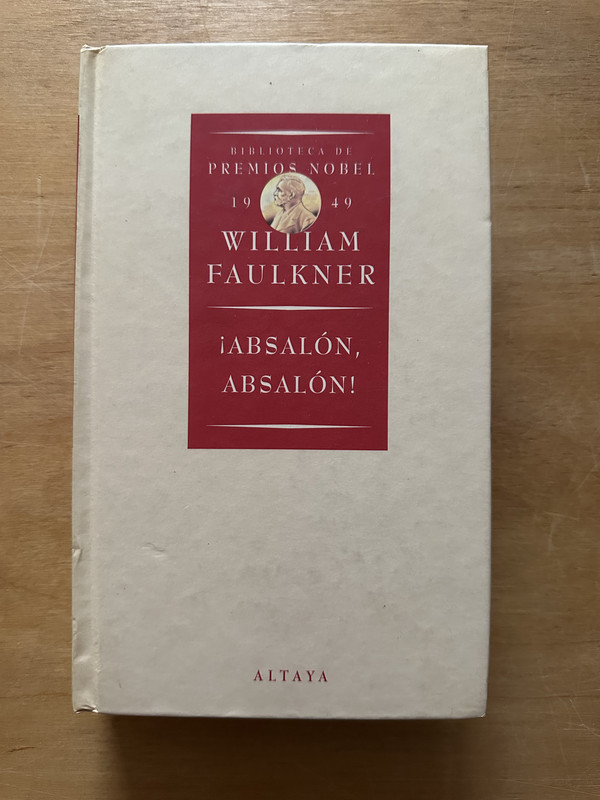 BIBLIOTECA DE
PREMIOS NOBEL
19 49
WILLIAM
FAULKNER
¡ABSALÓN,
ABSALÓN!
ALTAYA